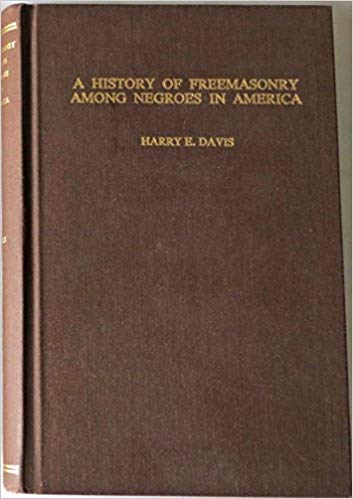 A HISTORY OF FREEMASONRY
AMONG NEGROES IN AMERICA
HARRY E. DAVIS